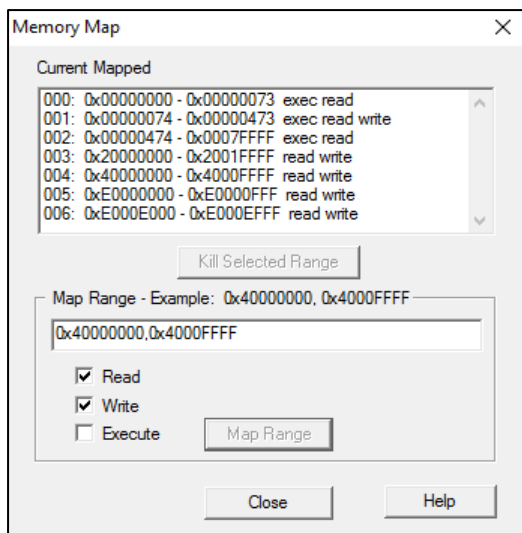 Memory Map
Current Mapped
000: 0x00000000 - 0x00000073 exec read
001: 0x00000074 - 0x00000473 exec read write
002: 0x00000474 - 0x0007FFFF exec read
003: 0x20000000 - 0x2001FFFF read write
004: 0x40000000 - 0x4000FFFF read write
005: 0xE0000000 - 0xE0000FFF read write
006: 0xE000E000 - 0xE000EFFF read write
Kill Selected Range
Map Range - Example: 0x40000000, 0x4000FFFF
0x40000000,0x4000FFFF
Read
Write
Execute
Map Range
Close
Help